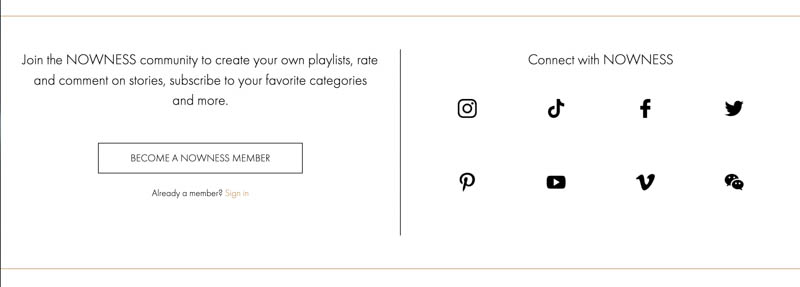 Join the NOWNESS community to create your own playlists, rate
and comment on stories, subscribe to your favorite categories
and more.
BECOME A NOWNESS MEMBER
Already a member? Sign in
Connect with NOWNESS